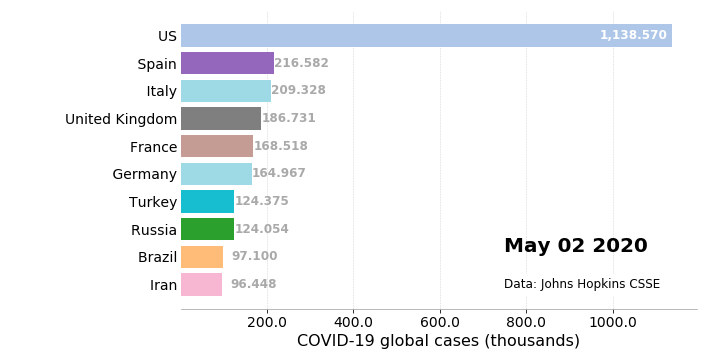 US 1,138.570
Spain 216.582
Italy 209.328
United Kingdom 186.731
France 168.518
Germany 164.967
Turkey 124.375
Russia 124.054
Brazil 97.100
Iran 96.448
May 02 2020
Data: Johns Hopkins CSSE
200.0 400.0 600.0 800.0 1000.0
COVID-19 global cases (thousands)